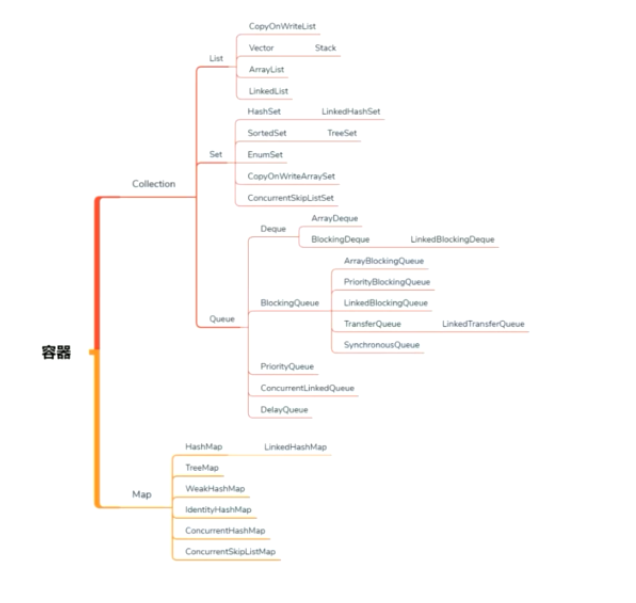 容器
Collection
List
CopyOnWriteList
Vector Stack
ArrayList
LinkedList
Set
HashSet LinkedHashSet
SortedSet TreeSet
EnumSet
CopyOnWriteArraySet
ConcurrentSkipListSet
Queue
Deque
ArrayDeque
BlockingDeque LinkedBlockingDeque
BlockingQueue
ArrayBlockingQueue
PriorityBlockingQueue
LinkedBlockingQueue
TransferQueue LinkedTransferQueue
SynchronousQueue
PriorityQueue
ConcurrentLinkedQueue
DelayQueue
Map
HashMap LinkedHashMap
TreeMap
WeakHashMap
IdentityHashMap
ConcurrentHashMap
ConcurrentSkipListMap